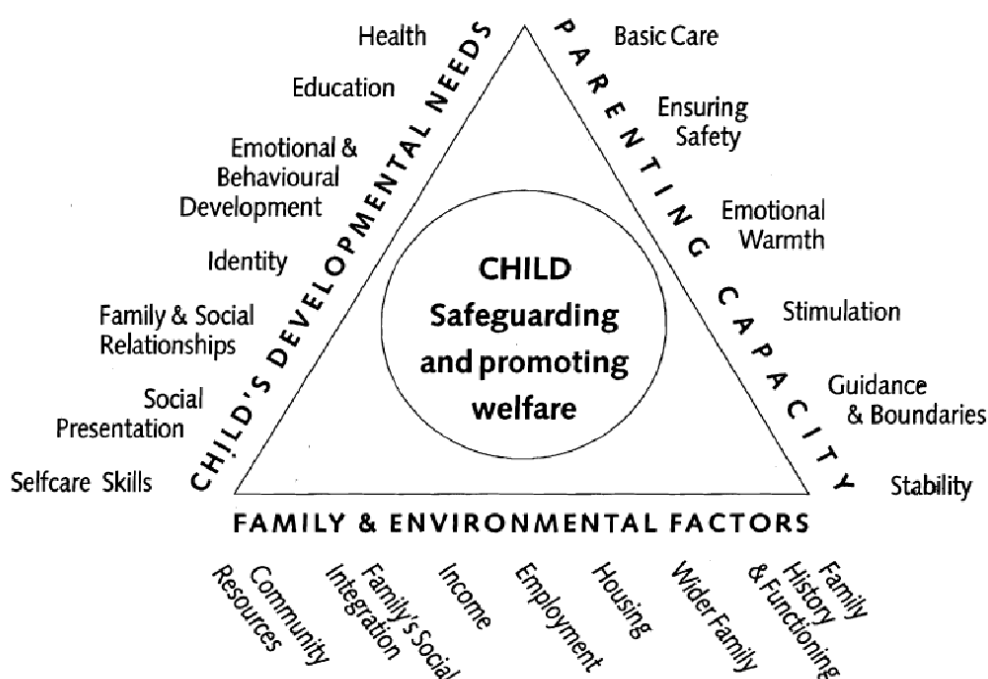 Health
Education
Emotional &
Behavioural
Development
Identity
Family & Social
Relationships
Social
Presentation
Selfcare Skills
CHILD'S DEVELOPMENTAL NEEDS
PARENTING CAPACITY
Basic Care
Ensuring
Safety
Emotional
Warmth
Stimulation
Guidance
& Boundaries
Stability
CHILD
Safeguarding
and promoting
welfare
FAMILY & ENVIRONMENTAL FACTORS
Community
Resources
Family's Social
Integration
Income
Employment
Housing
Wider Family
Family
History
& Functioning